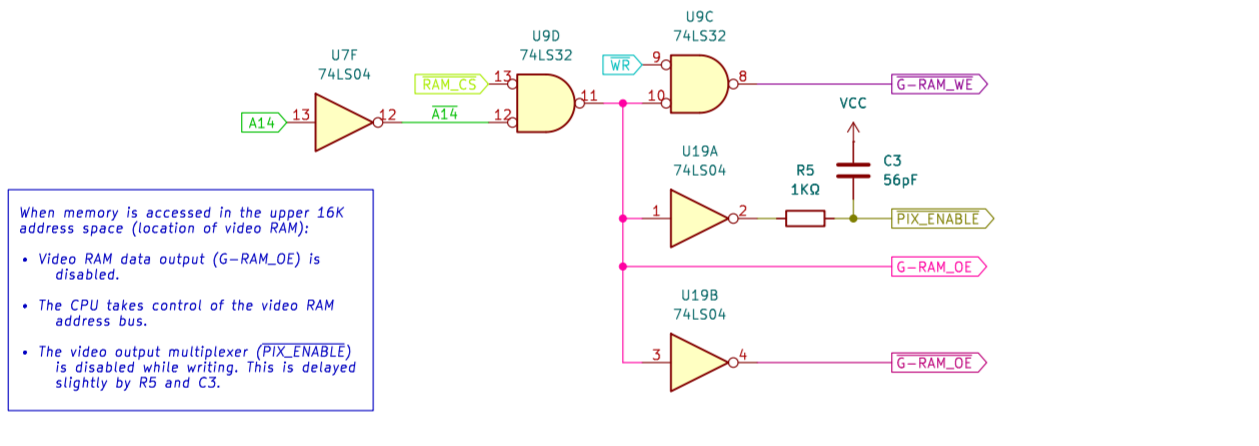 U9C
74LS32
U9D
74LS32
U7F
74LS04
WR
9
8
10
G-RAM_WE
RAM_CS
13
11
12
A14
13
12
A14
VCC
C3
56pF
U19A
74LS04
R5
1KΩ
1
2
PIX_ENABLE
G-RAM_OE
U19B
74LS04
3
4
G-RAM_OE
When memory is accessed in the upper 16K
address space (location of video RAM):
• Video RAM data output (G-RAM_OE) is
disabled.
• The CPU takes control of the video RAM
address bus.
• The video output multiplexer (PIX_ENABLE)
is disabled while writing. This is delayed
slightly by R5 and C3.